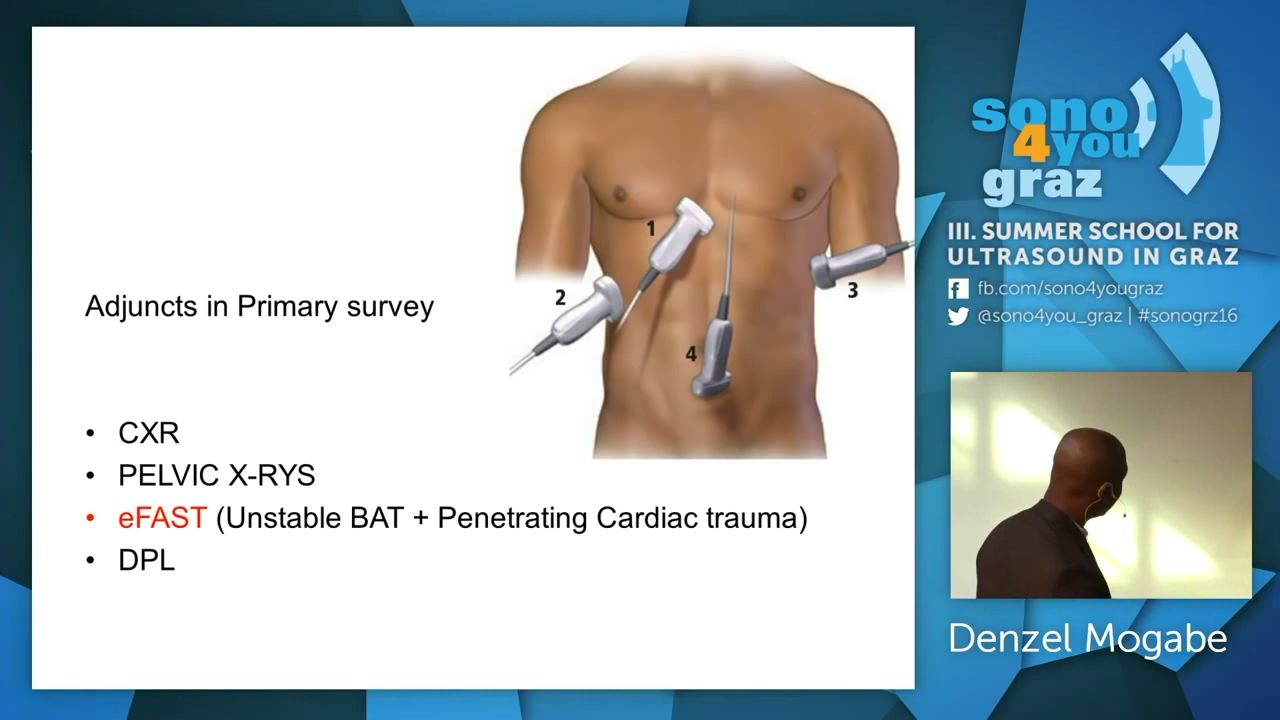 Adjuncts in Primary survey
• CXR
• PELVIC X-RYS
• eFAST (Unstable BAT + Penetrating Cardiac trauma)
• DPL
1
2
3
4
sono
4you
graz
III. SUMMER SCHOOL FOR
ULTRASOUND IN GRAZ
fb.com/sono4yougraz
@sono4you_graz | #sonogrz16
Denzel Mogabe